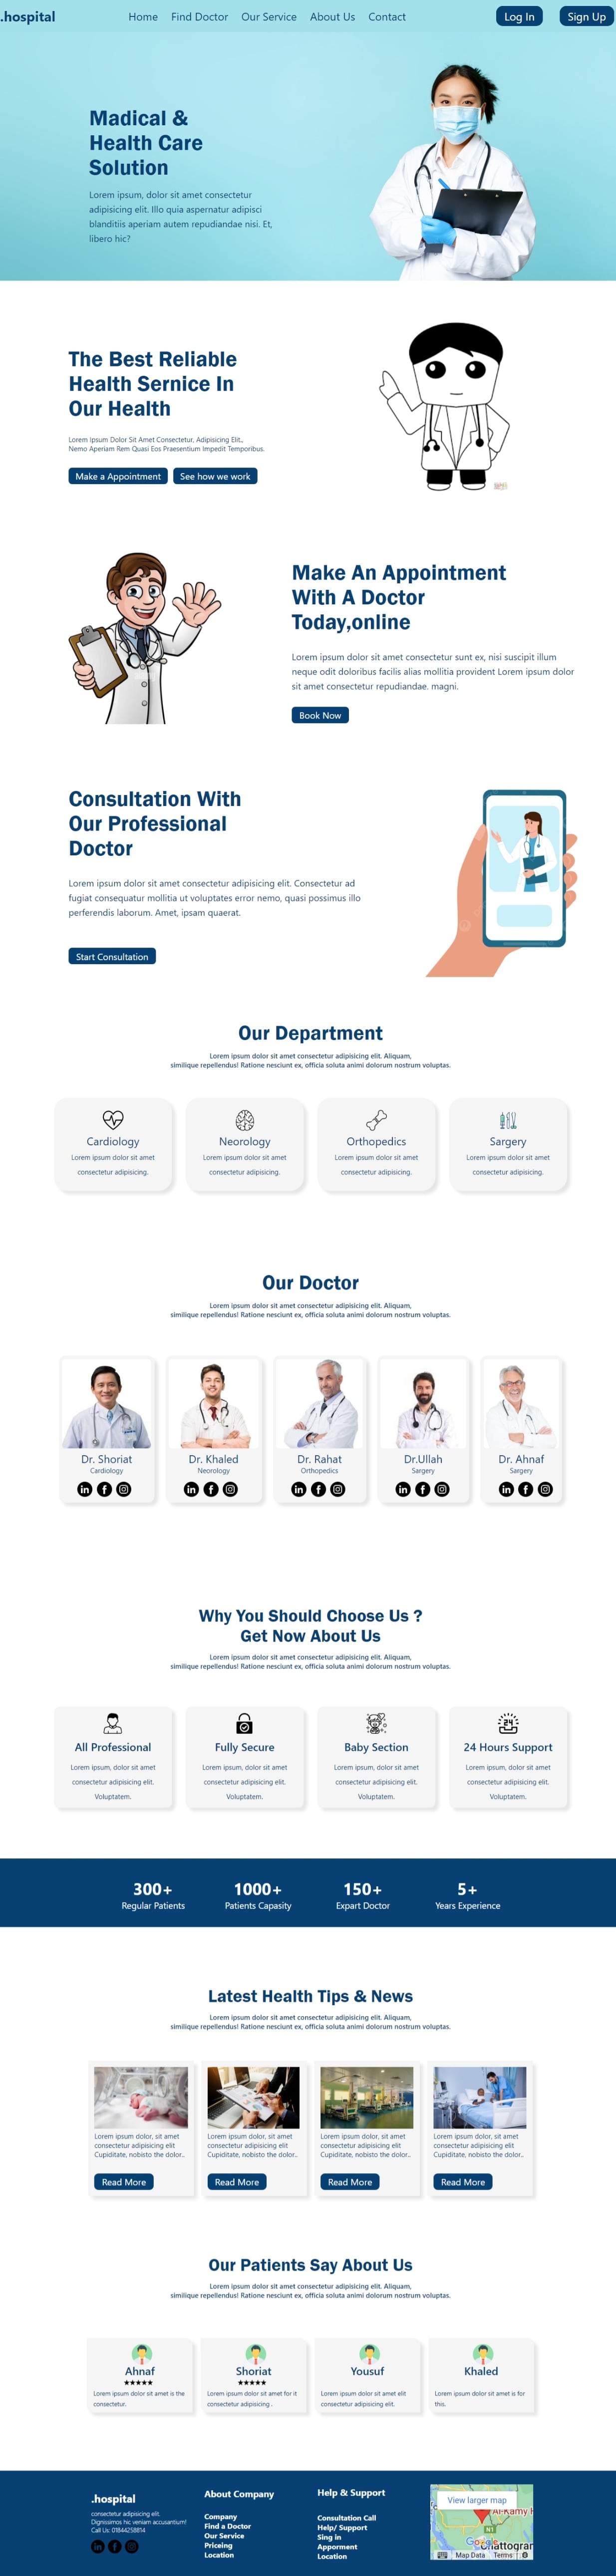 .hospital
Home Find Doctor Our Service About Us Contact
Log In Sign Up
Madical &
Health Care
Solution
Lorem ipsum, dolor sit amet consectetur
adipisicing elit. Illo quia aspernatur adipisci
blanditiis aperiam autem repudiandae nisi. Et,
libero hic?
The Best Reliable
Health Sernice In
Our Health
Lorem Ipsum Dolor Sit Amet Consectetur, Adipisicing Elit.,
Nemo Aperiam Rem Quasi Eos Praesentium Impedit Temporibus.
Make a Appointment See how we work
Make An Appointment
With A Doctor
Today,online
Lorem ipsum dolor sit amet consectetur sunt ex, nisi suscipit illum
neque odit doloribus facilis alias mollitia provident Lorem ipsum dolor
sit amet consectetur repudiandae. magni.
Book Now
Consultation With
Our Professional
Doctor
Lorem ipsum dolor sit amet consectetur adipisicing elit. Consectetur ad
fugiat consequatur mollitia ut voluptates error nemo, quasi possimus illo
perferendis laborum. Amet, ipsam quaerat.
Start Consultation
Our Department
Lorem ipsum dolor sit amet consectetur adipisicing elit. Aliquam,
similique repellendus! Ratione nesciunt ex, officia soluta animi dolorum nostrum voluptas.
Cardiology
Lorem ipsum dolor sit amet
consectetur adipisicing.
Neorology
Lorem ipsum dolor sit amet
consectetur adipisicing.
Orthopedics
Lorem ipsum dolor sit amet
consectetur adipisicing.
Sargery
Lorem ipsum dolor sit amet
consectetur adipisicing.
Our Doctor
Lorem ipsum dolor sit amet consectetur adipisicing elit. Aliquam,
similique repellendus! Ratione nesciunt ex, officia soluta animi dolorum nostrum voluptas.
Dr. Shoriat
Cardiology
Dr. Khaled
Neorology
Dr. Rahat
Orthopedics
Dr.Ullah
Sargery
Dr. Ahnaf
Sargery
Why You Should Choose Us ?
Get Now About Us
Lorem ipsum dolor sit amet consectetur adipisicing elit. Aliquam,
similique repellendus! Ratione nesciunt ex, officia soluta animi dolorum nostrum voluptas.
All Professional
Lorem ipsum, dolor sit amet
consectetur adipisicing elit.
Voluptatem.
Fully Secure
Lorem ipsum, dolor sit amet
consectetur adipisicing elit.
Voluptatem.
Baby Section
Lorem ipsum, dolor sit amet
consectetur adipisicing elit.
Voluptatem.
24
24 Hours Support
Lorem ipsum, dolor sit amet
consectetur adipisicing elit.
Voluptatem.
300+
Regular Patients
1000+
Patients Capasity
150+
Expart Doctor
5+
Years Experience
Latest Health Tips & News
Lorem ipsum dolor sit amet consectetur adipisicing elit. Aliquam,
similique repellendus! Ratione nesciunt ex, officia soluta animi dolorum nostrum voluptas.
Lorem ipsum dolor, sit amet
consectetur adipisicing elit
Cupiditate, nobisto the dolor..
Read More
Lorem ipsum dolor, sit amet
consectetur adipisicing elit
Cupiditate, nobisto the dolor..
Read More
Lorem ipsum dolor, sit amet
consectetur adipisicing elit
Cupiditate, nobisto the dolor..
Read More
Lorem ipsum dolor, sit amet
consectetur adipisicing elit
Cupiditate, nobisto the dolor..
Read More
Our Patients Say About Us
Lorem ipsum dolor sit amet consectetur adipisicing elit. Aliquam,
similique repellendus! Ratione nesciunt ex, officia soluta animi dolorum nostrum voluptas.
Ahnaf
★★★★★
Lorem ipsum dolor sit amet is the
consectetur.
Shoriat
★★★★★
Lorem ipsum dolor sit amet for it
consectetur adipisicing .
Yousuf
Lorem ipsum dolor sit amet elit
consectetur adipisicing elit.
Khaled
Lorem ipsum dolor sit amet is for
this.
.hospital
consectetur adipisicing elit.
Dignissimos hic veniam accusantium!
Call Us: 01844258814
About Company
Company
Find a Doctor
Our Service
Priceing
Location
Help & Support
Consultation Call
Help/ Support
Sing in
Apporment
Location
View larger map
Al-Kamy H
N1
Google
Chattogram
Map Data Terms